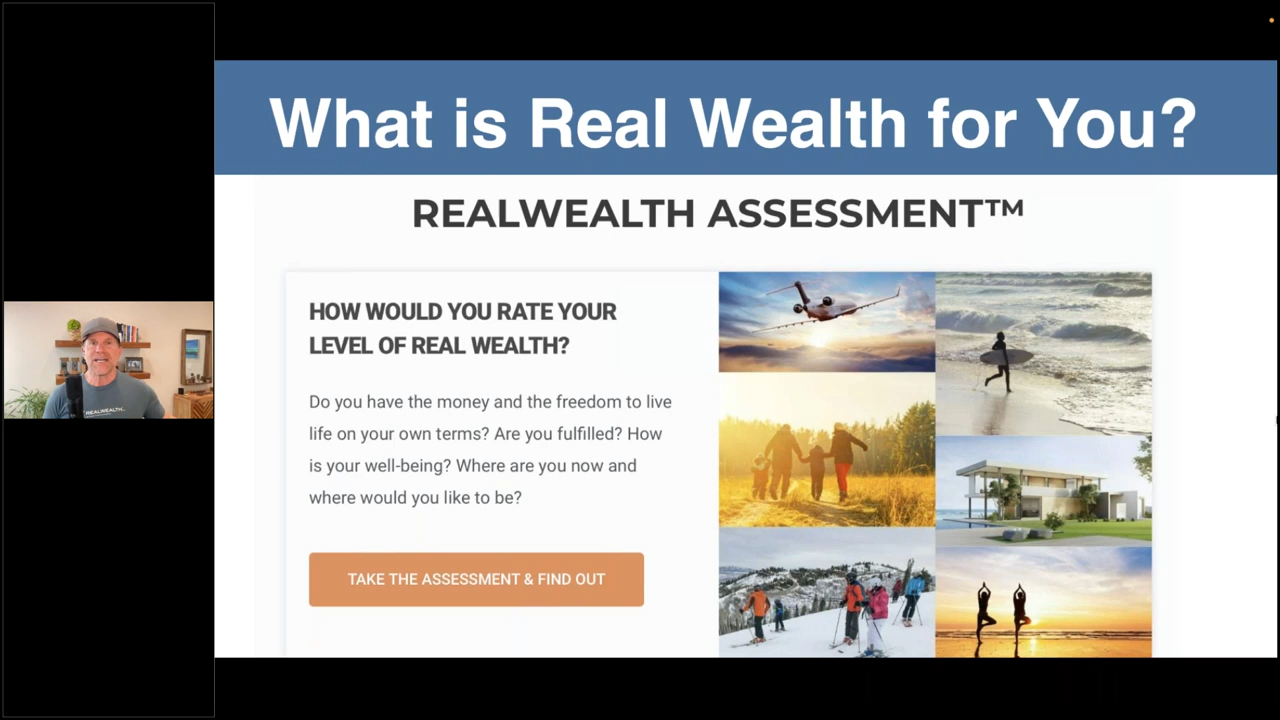 What is Real Wealth for You?
REALWEALTH ASSESSMENT™
HOW WOULD YOU RATE YOUR
LEVEL OF REAL WEALTH?
Do you have the money and the freedom to live
life on your own terms? Are you fulfilled? How
is your well-being? Where are you now and
where would you like to be?
TAKE THE ASSESSMENT & FIND OUT
REALWEALTH